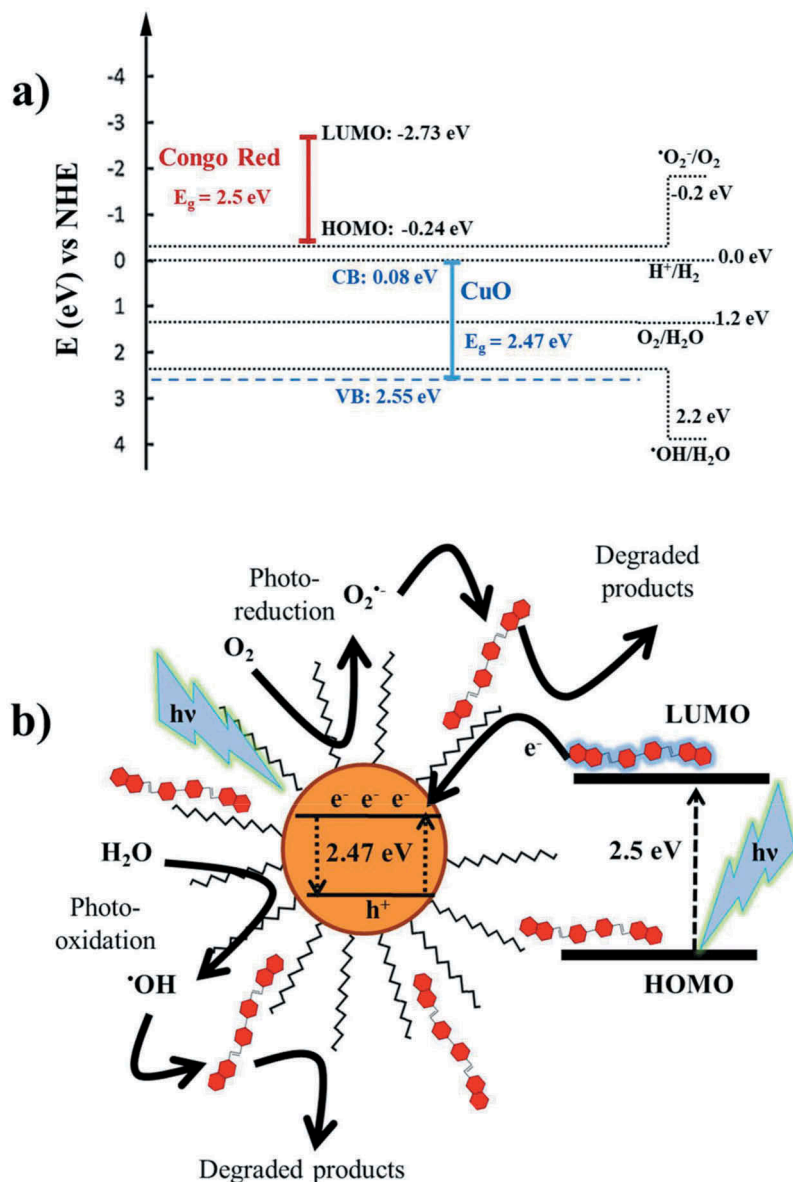 a)
E (eV) vs NHE
-4
-3
-2
-1
0
1
2
3
4
Congo Red
E₉ = 2.5 eV
LUMO: -2.73 eV
HOMO: -0.24 eV
CB: 0.08 eV
CuO
E₉ = 2.47 eV
VB: 2.55 eV
•O₂⁻/O₂
-0.2 eV
0.0 eV
H⁺/H₂
1.2 eV
O₂/H₂O
2.2 eV
•OH/H₂O
b)
Photo-
reduction
O₂
O₂•-
Degraded
products
hν
LUMO
e⁻
e⁻ e⁻ e⁻
2.47 eV
h⁺
2.5 eV
hν
HOMO
H₂O
Photo-
oxidation
•OH
Degraded products